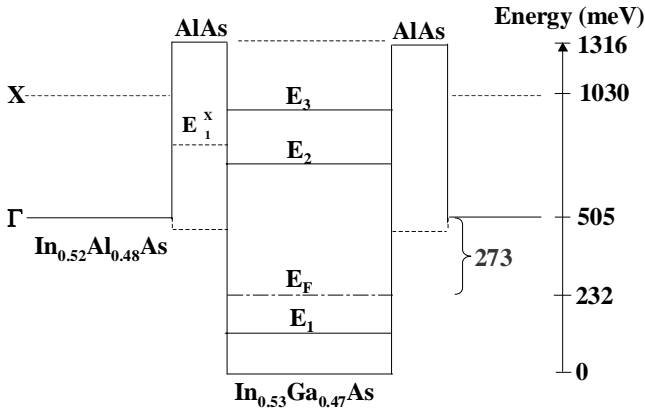 Energy (meV)
AlAs
AlAs
1316
X
1030
E₃
E₁ˣ
E₂
Γ
505
In₀.₅₂Al₀.₄₈As
273
E_F
232
E₁
0
In₀.₅₃Ga₀.₄₇As